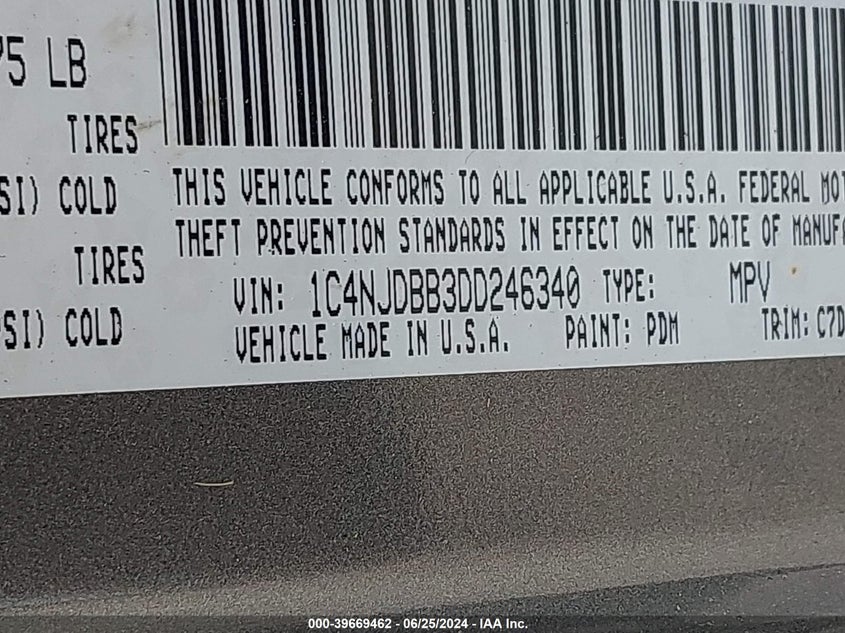 75 LB
TIRES
SI) COLD
TIRES
PSI) COLD
THIS VEHICLE CONFORMS TO ALL APPLICABLE U.S.A. FEDERAL MOT
THEFT PREVENTION STANDARDS IN EFFECT ON THE DATE OF MANUFA
VIN: 1C4NJDBB3DD246340 TYPE: MPV
VEHICLE MADE IN U.S.A. PAINT: PDM TRIM: C7D
000-39669462 - 06/25/2024 - IAA Inc.